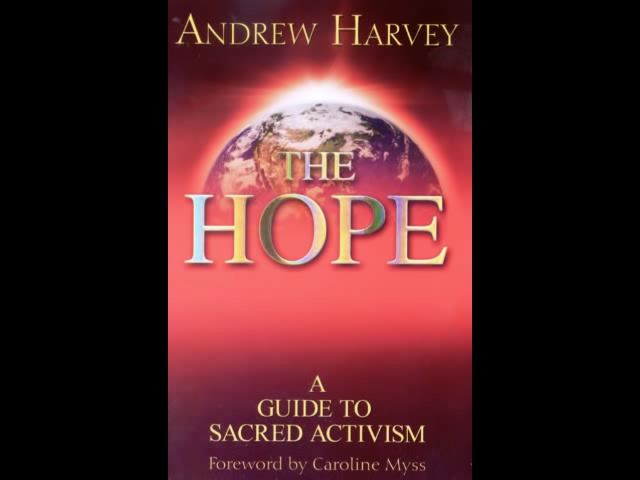 ANDREW HARVEY
THE
HOPE
A
GUIDE TO
SACRED ACTIVISM
Foreword by Caroline Myss